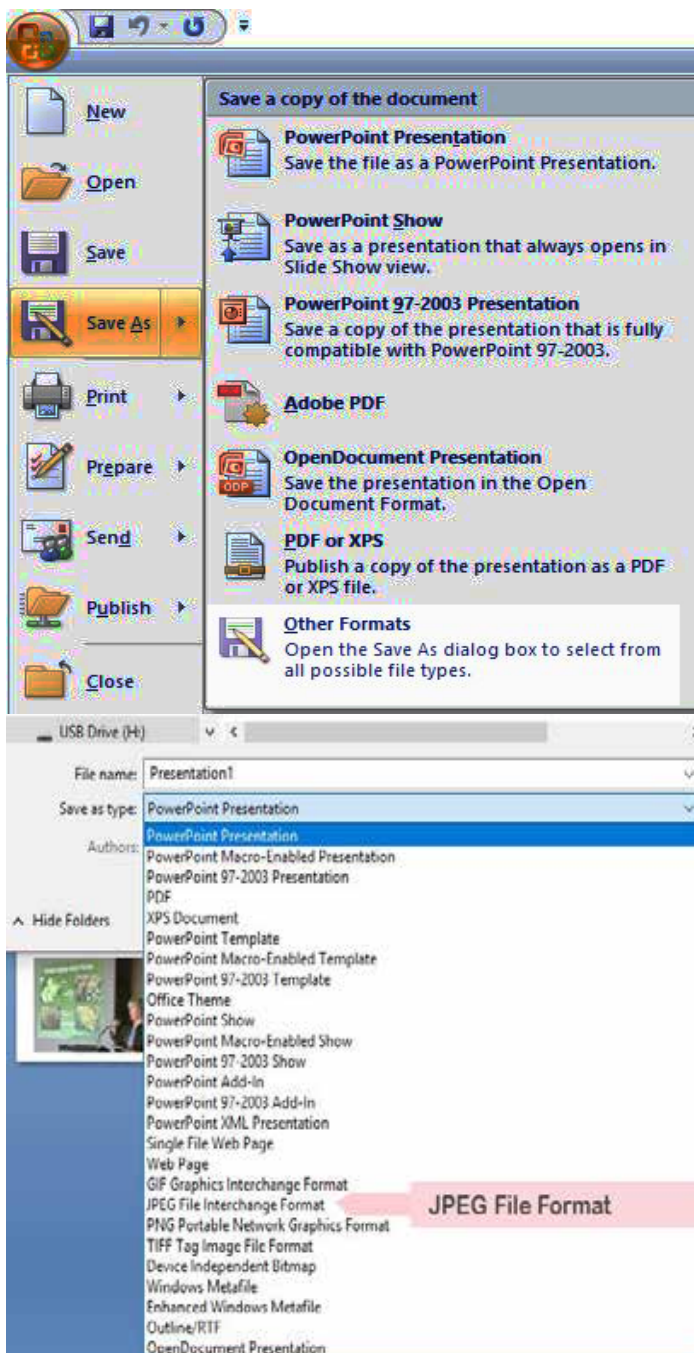 New
Open
Save
Save As
Print
Prepare
Send
Publish
Close
Save a copy of the document
PowerPoint Presentation
Save the file as a PowerPoint Presentation.
PowerPoint Show
Save as a presentation that always opens in
Slide Show view.
PowerPoint 97-2003 Presentation
Save a copy of the presentation that is fully
compatible with PowerPoint 97-2003.
Adobe PDF
OpenDocument Presentation
Save the presentation in the Open
Document Format.
PDF or XPS
Publish a copy of the presentation as a PDF
or XPS file.
Other Formats
Open the Save As dialog box to select from
all possible file types.
USB Drive (H:)
File name: Presentation1
Save as type: PowerPoint Presentation
Authors:
Hide Folders
PowerPoint Presentation
PowerPoint Macro-Enabled Presentation
PowerPoint 97-2003 Presentation
PDF
XPS Document
PowerPoint Template
PowerPoint Macro-Enabled Template
PowerPoint 97-2003 Template
Office Theme
PowerPoint Show
PowerPoint Macro-Enabled Show
PowerPoint 97-2003 Show
PowerPoint Add-In
PowerPoint 97-2003 Add-In
PowerPoint XML Presentation
Single File Web Page
Web Page
GIF Graphics Interchange Format
JPEG File Interchange Format
JPEG File Format
PNG Portable Network Graphics Format
TIFF Tag Image File Format
Device Independent Bitmap
Windows Metafile
Enhanced Windows Metafile
Outline/RTF
OpenDocument Presentation